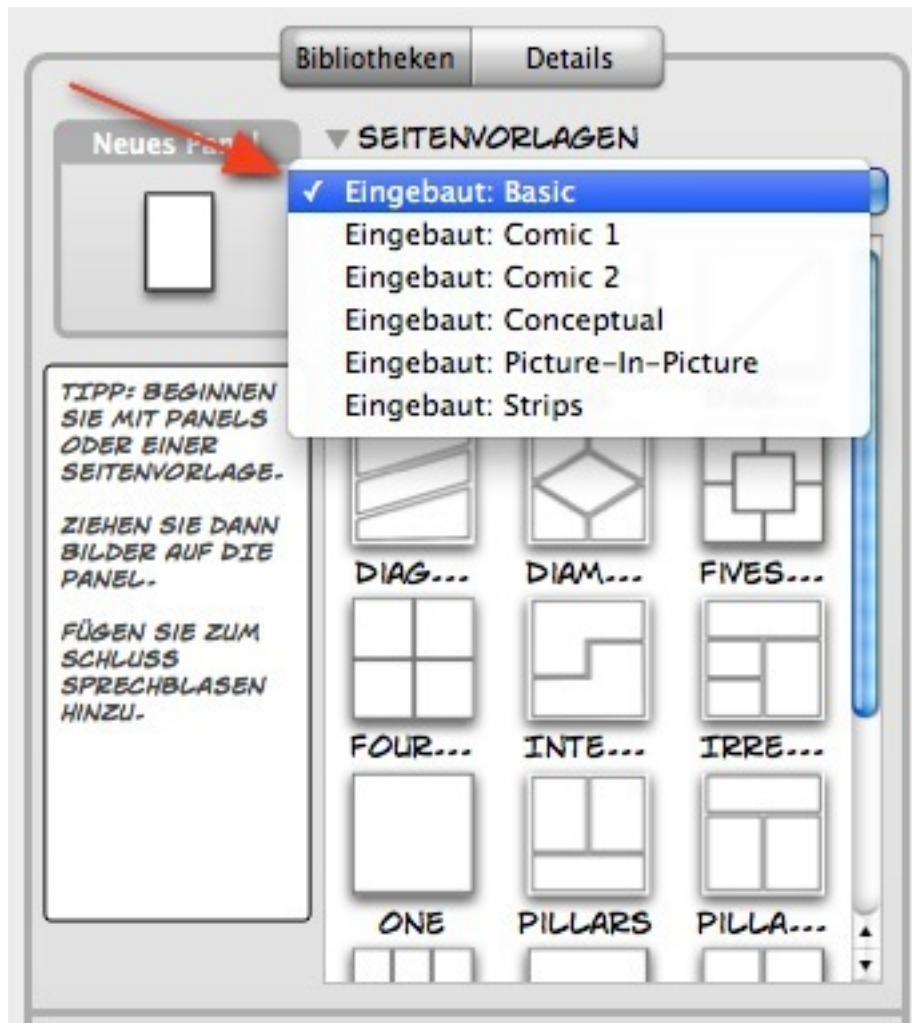 Bibliotheken
Details
Neues
SEITENVORLAGEN
✓ Eingebaut: Basic
Eingebaut: Comic 1
Eingebaut: Comic 2
Eingebaut: Conceptual
Eingebaut: Picture-In-Picture
Eingebaut: Strips
TIPP: BEGINNEN
SIE MIT PANELS
ODER EINER
SEITENVORLAGE.
ZIEHEN SIE DANN
BILDER AUF DIE
PANEL.
FÜGEN SIE ZUM
SCHLUSS
SPRECHBLASEN
HINZU.
DIAG...
DIAM...
FIVES...
FOUR...
INTE...
IRRE...
ONE
PILLARS
PILLA...